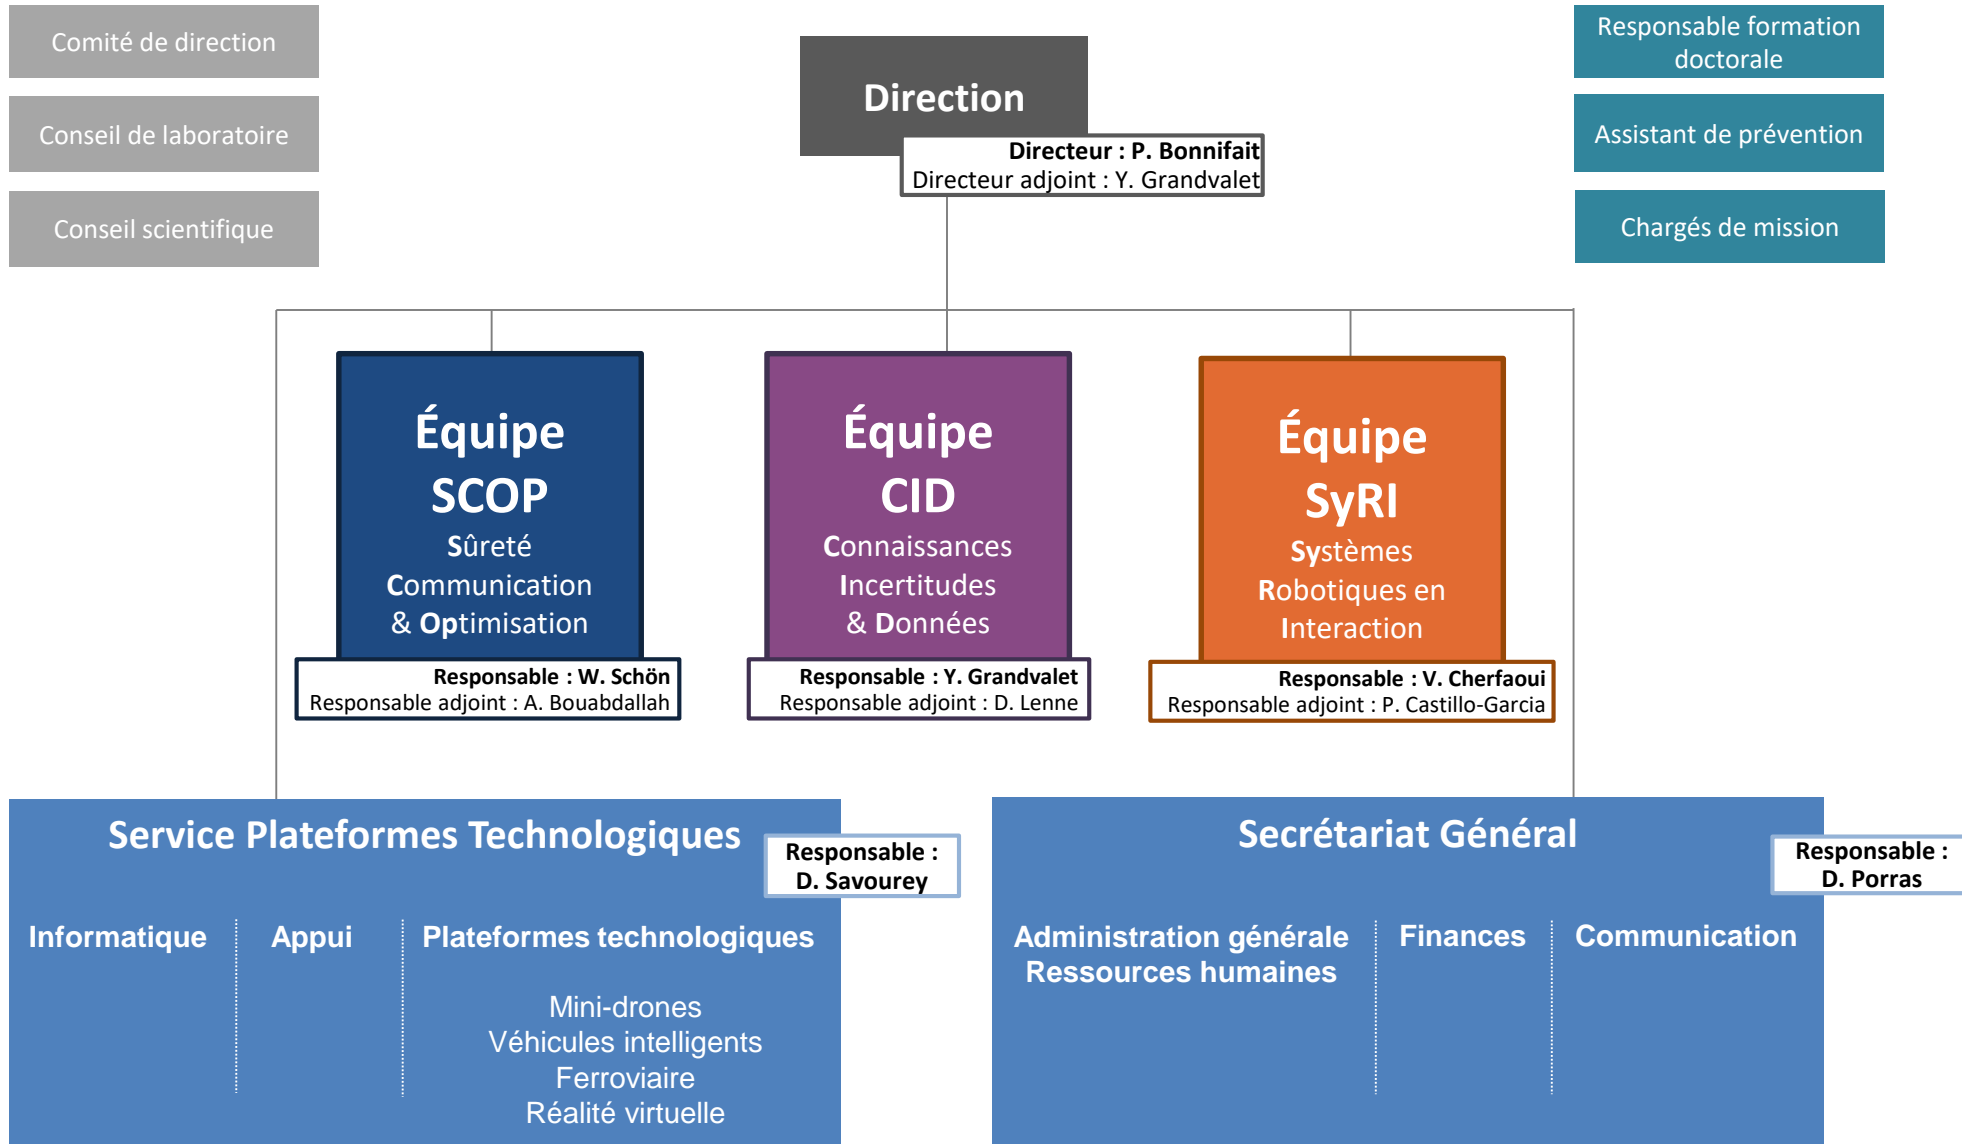 Comité de direction
Conseil de laboratoire
Conseil scientifique
Direction
Directeur : P. Bonnifait
Directeur adjoint : Y. Grandvalet
Responsable formation
doctorale
Assistant de prévention
Chargés de mission
Équipe
SCOP
Sûreté
Communication
& Optimisation
Responsable : W. Schön
Responsable adjoint : A. Bouabdallah
Équipe
CID
Connaissances
Incertitudes
& Données
Responsable : Y. Grandvalet
Responsable adjoint : D. Lenne
Équipe
SyRI
Systèmes
Robotiques en
Interaction
Responsable : V. Cherfaoui
Responsable adjoint : P. Castillo-Garcia
Service Plateformes Technologiques
Responsable :
D. Savourey
Informatique
Appui
Plateformes technologiques
Mini-drones
Véhicules intelligents
Ferroviaire
Réalité virtuelle
Secrétariat Général
Responsable :
D. Porras
Administration générale
Ressources humaines
Finances
Communication